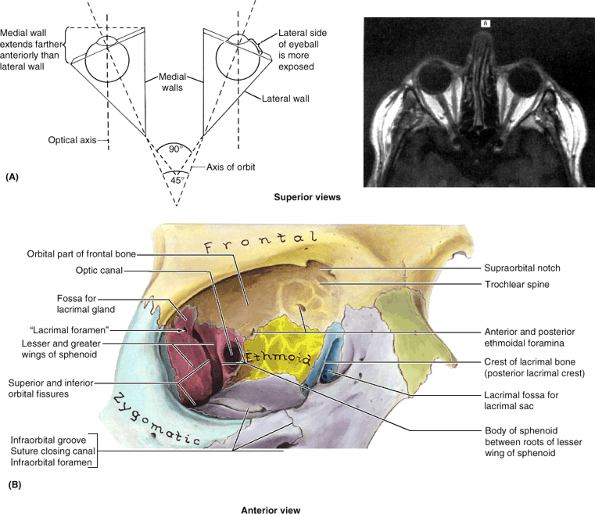 Medial wall
extends farther
anteriorly than
lateral wall
Lateral side
of eyeball
is more
exposed
Medial
walls
Lateral wall
Optical axis
90°
45°
Axis of orbit
(A)
Superior views
Frontal
Orbital part of frontal bone
Optic canal
Fossa for
lacrimal gland
"Lacrimal foramen"
Lesser and greater
wings of sphenoid
Superior and inferior
orbital fissures
Infraorbital groove
Suture closing canal
Infraorbital foramen
Ethmoid
Zygomatic
Supraorbital notch
Trochlear spine
Anterior and posterior
ethmoidal foramina
Crest of lacrimal bone
(posterior lacrimal crest)
Lacrimal fossa for
lacrimal sac
Body of sphenoid
between roots of lesser
wing of sphenoid
(B)
Anterior view